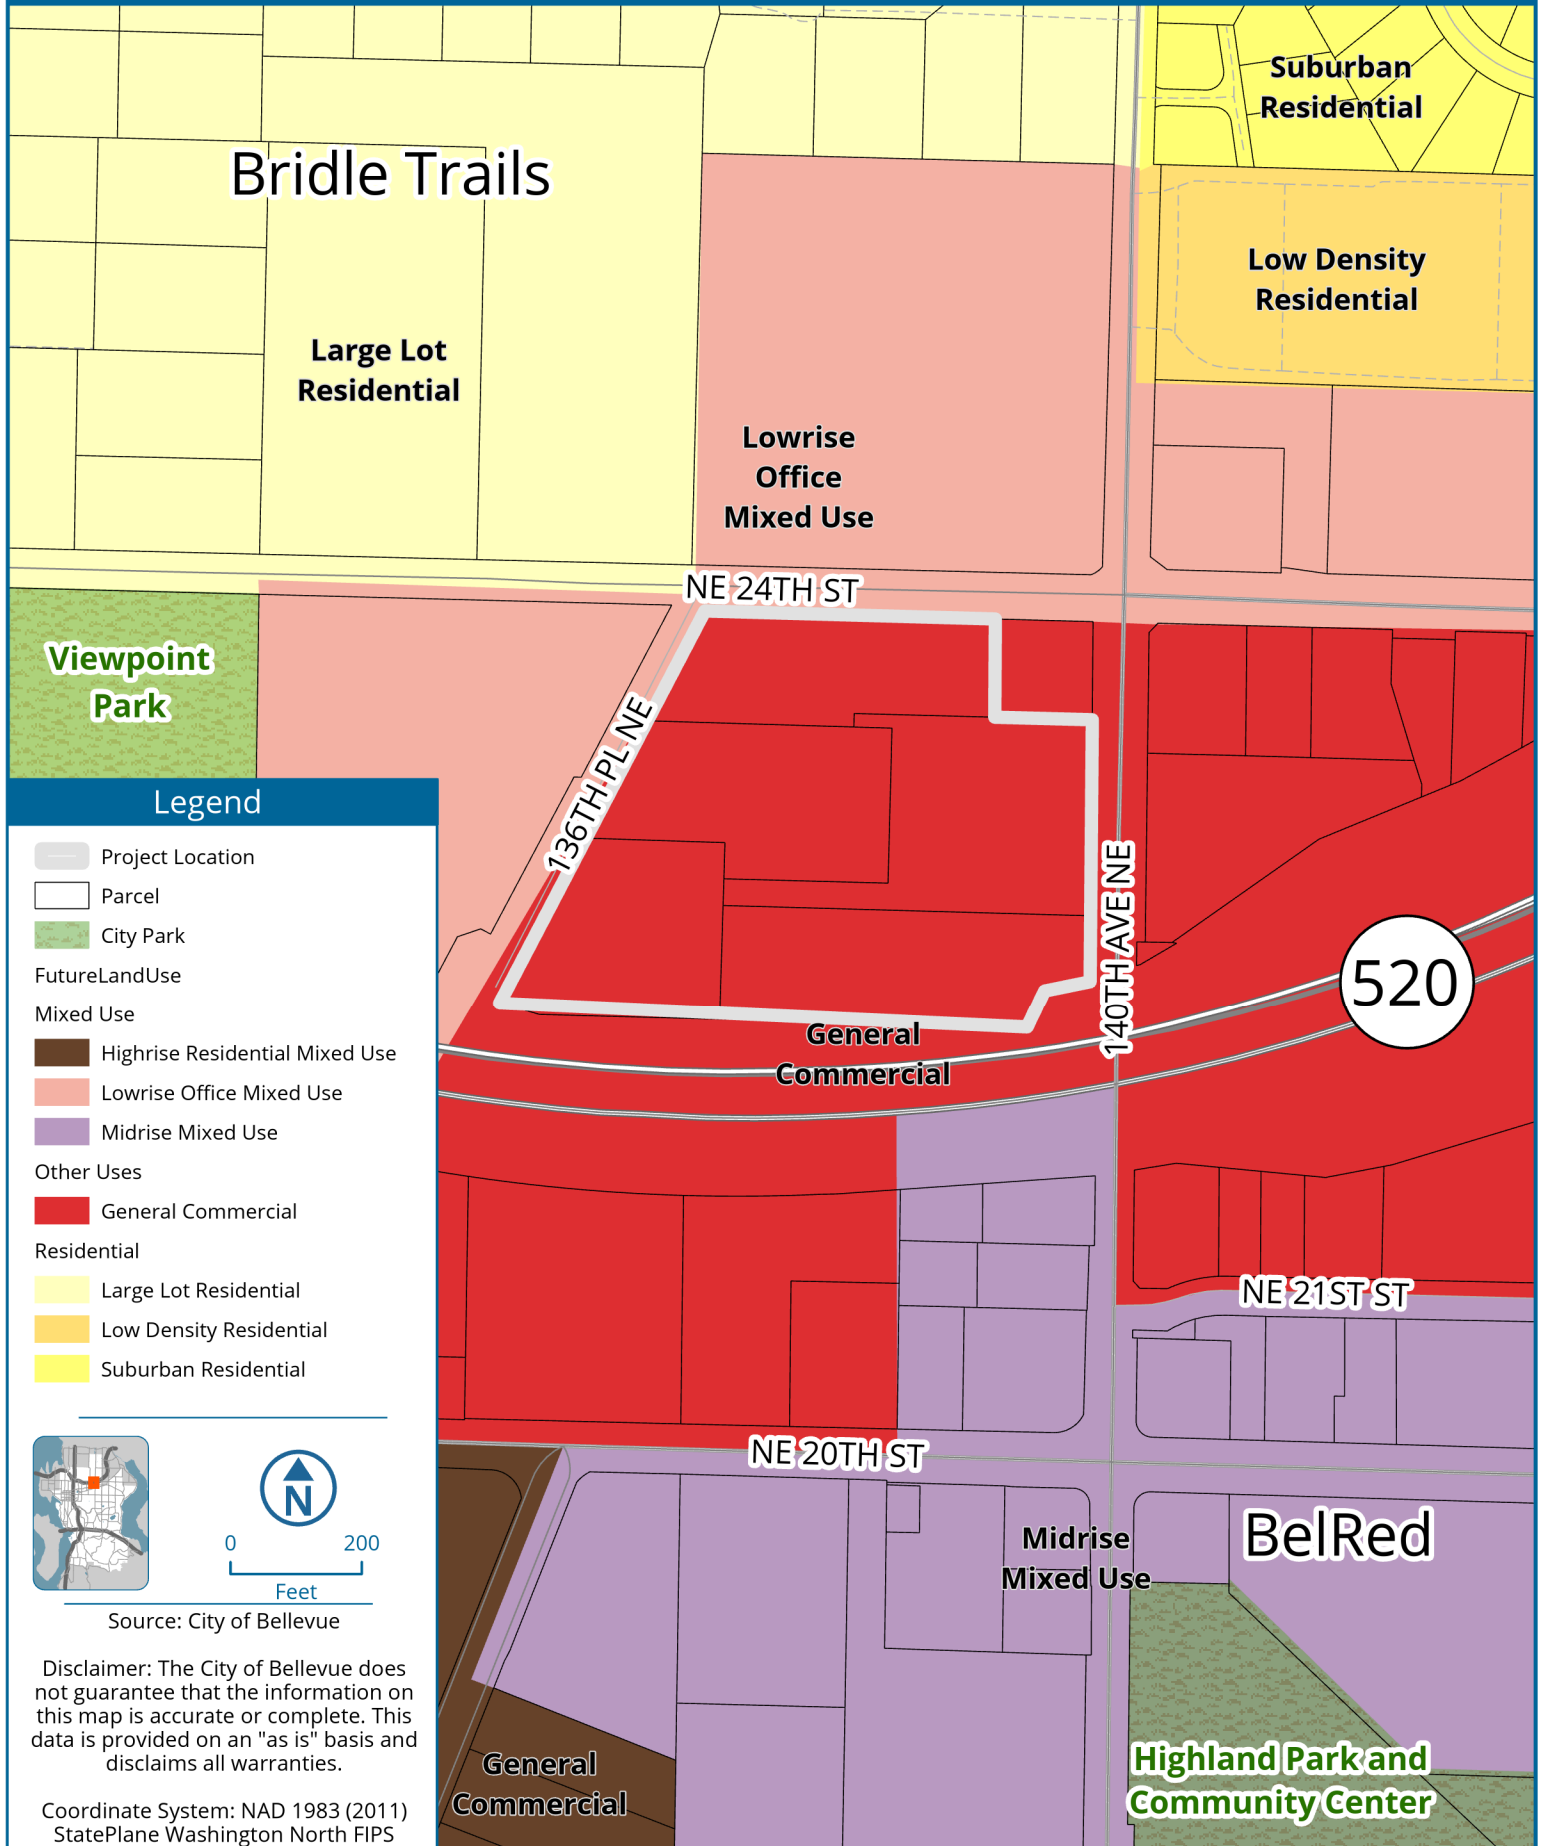 Suburban
Residential
Bridle Trails
Low Density
Residential
Large Lot
Residential
Lowrise
Office
Mixed Use
NE 24TH ST
Viewpoint
Park
136TH PL NE
140TH AVE NE
520
General
Commercial
NE 21ST ST
NE 20TH ST
Midrise
Mixed Use
BelRed
General
Commercial
Highland Park and
Community Center
Legend
Project Location
Parcel
City Park
FutureLandUse
Mixed Use
Highrise Residential Mixed Use
Lowrise Office Mixed Use
Midrise Mixed Use
Other Uses
General Commercial
Residential
Large Lot Residential
Low Density Residential
Suburban Residential
N
0 200
Feet
Source: City of Bellevue
Disclaimer: The City of Bellevue does
not guarantee that the information on
this map is accurate or complete. This
data is provided on an "as is" basis and
disclaims all warranties.
Coordinate System: NAD 1983 (2011)
StatePlane Washington North FIPS